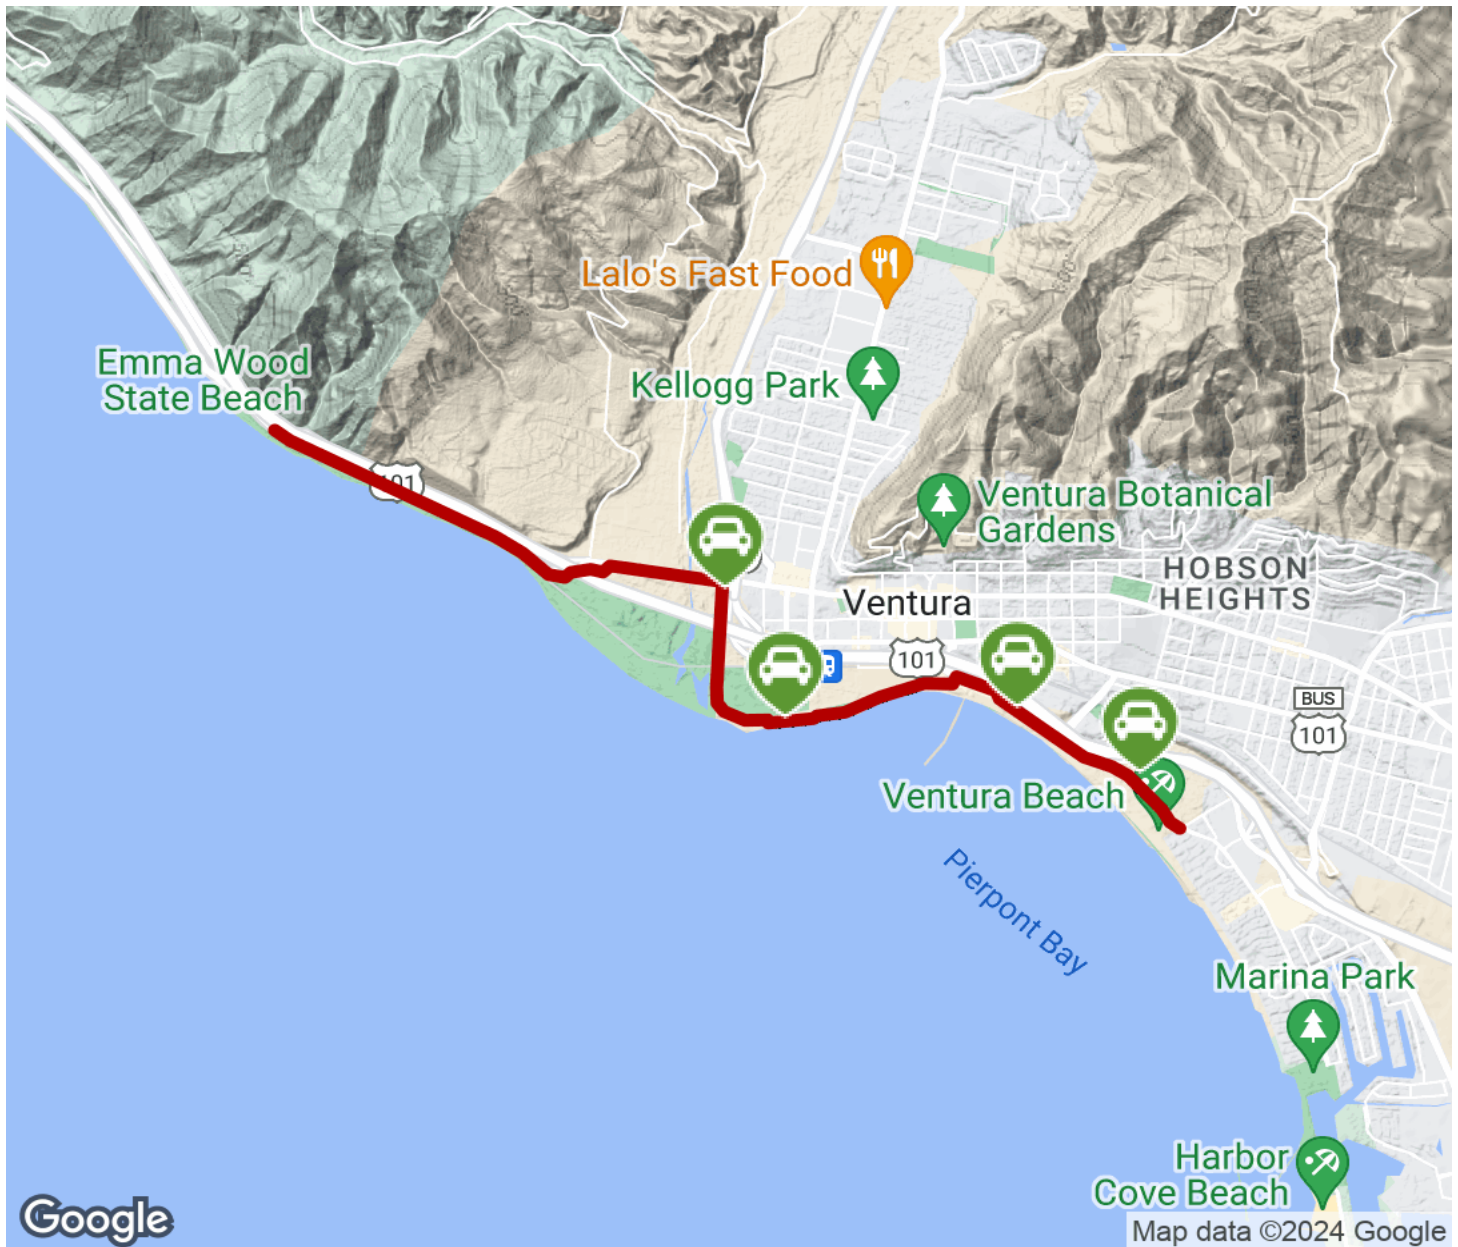 Lalo's Fast Food
Emma Wood
State Beach
Kellogg Park
101
Ventura Botanical
Gardens
HOBSON
HEIGHTS
Ventura
101
BUS
101
Ventura Beach
Pierpont Bay
Marina Park
Harbor
Cove Beach
Google
Map data ©2024 Google